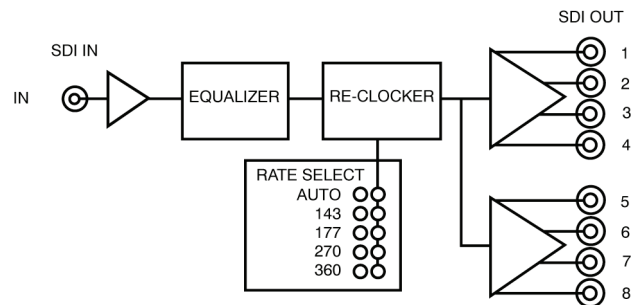 SDI OUT
SDI IN
IN
EQUALIZER
RE-CLOCKER
RATE SELECT
AUTO
143
177
270
360
1
2
3
4
5
6
7
8